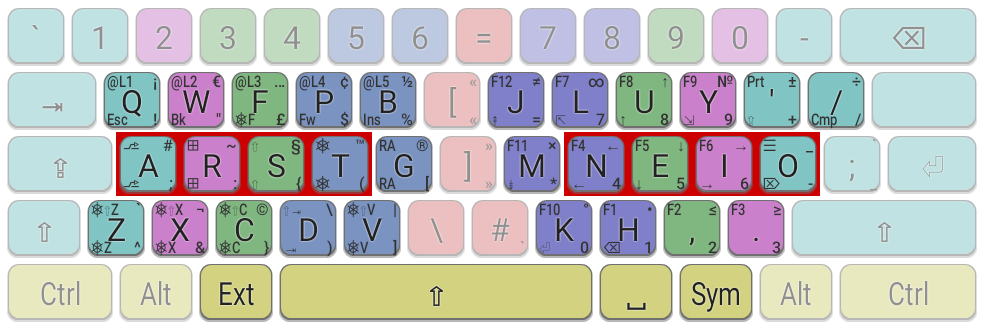 ` 1 2 3 4 5 6 = 7 8 9 0 - ⌫
⇥ @L1 ¡ Q Esc ! @L2 € W Bk " @L3 … F ❄F £ @L4 ¢ P Fw $ @L5 ½ B Ins % [ « F12 ≠ J ⇟ = F7 ∞ L ⇱ 7 F8 ↑ U ↑ 8 F9 № Y ⇲ 9 Prt ± ' ⇧ + ÷ / Cmp /
⇪ # A ; ⊞ ~ R ⊞ : ⇧ § S ⇧ { ❄ ™ T ❄ ( RA ® G RA [ ] » F11 × M ⇟ * F4 ← N ← 4 F5 ↓ E ↓ 5 F6 → I → 6 ☰ _ O ⌦ - ; ⏎
⇧ ❄⇧Z ` Z ❄Z ^ ❄⇧X ¬ X ❄X & ❄⇧C © C ❄C } ⇧⇥ \ D ⇥ ) ❄⇧V | V ❄V ] \ # F10 ° K ⏎ 0 F1 • H ⌫ 1 F2 ≤ , 2 F3 ≥ . 3 ⇧
Ctrl Alt Ext ⇧ ␣ Sym Alt Ctrl